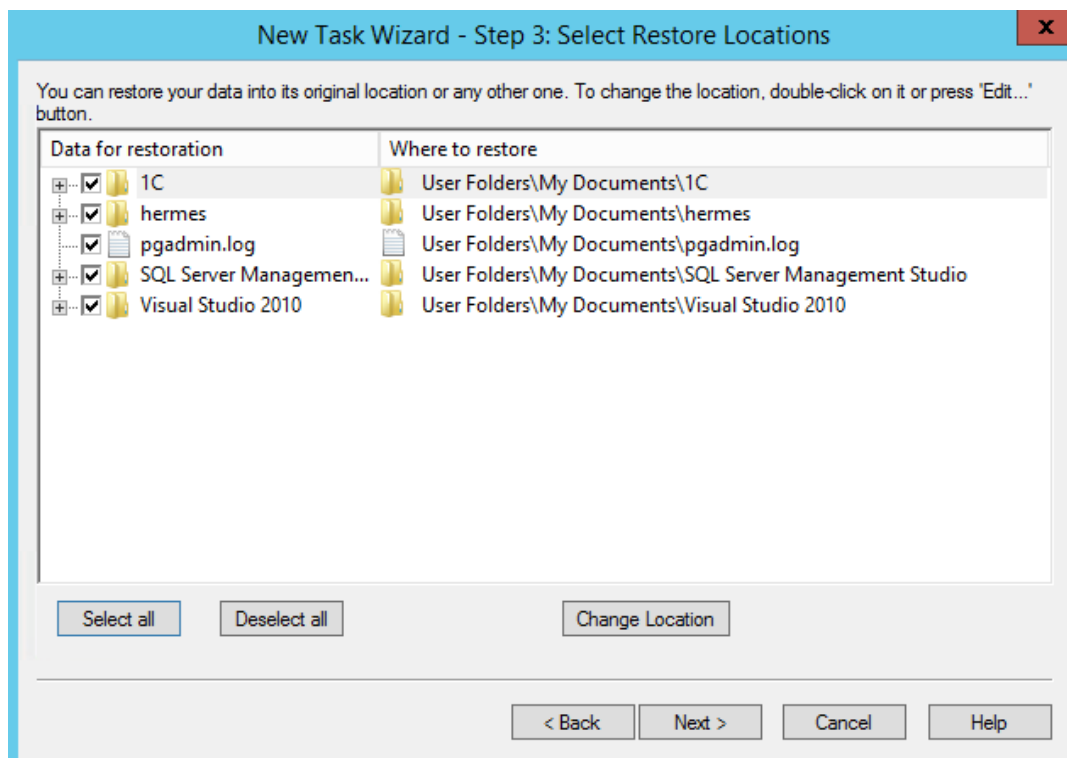 New Task Wizard - Step 3: Select Restore Locations
x
You can restore your data into its original location or any other one. To change the location, double-click on it or press 'Edit...'
button.
Data for restoration Where to restore
1C User Folders\My Documents\1C
hermes User Folders\My Documents\hermes
pgadmin.log User Folders\My Documents\pgadmin.log
SQL Server Managemen... User Folders\My Documents\SQL Server Management Studio
Visual Studio 2010 User Folders\My Documents\Visual Studio 2010
Select all Deselect all Change Location
< Back Next > Cancel Help